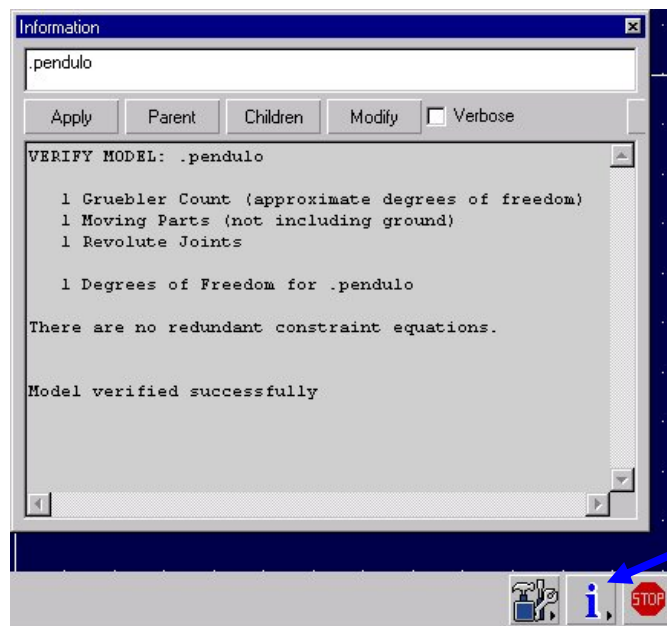 Information
.pendulo
Apply Parent Children Modify Verbose
VERIFY MODEL: .pendulo
1 Gruebler Count (approximate degrees of freedom)
1 Moving Parts (not including ground)
1 Revolute Joints
1 Degrees of Freedom for .pendulo
There are no redundant constraint equations.
Model verified successfully
i STOP